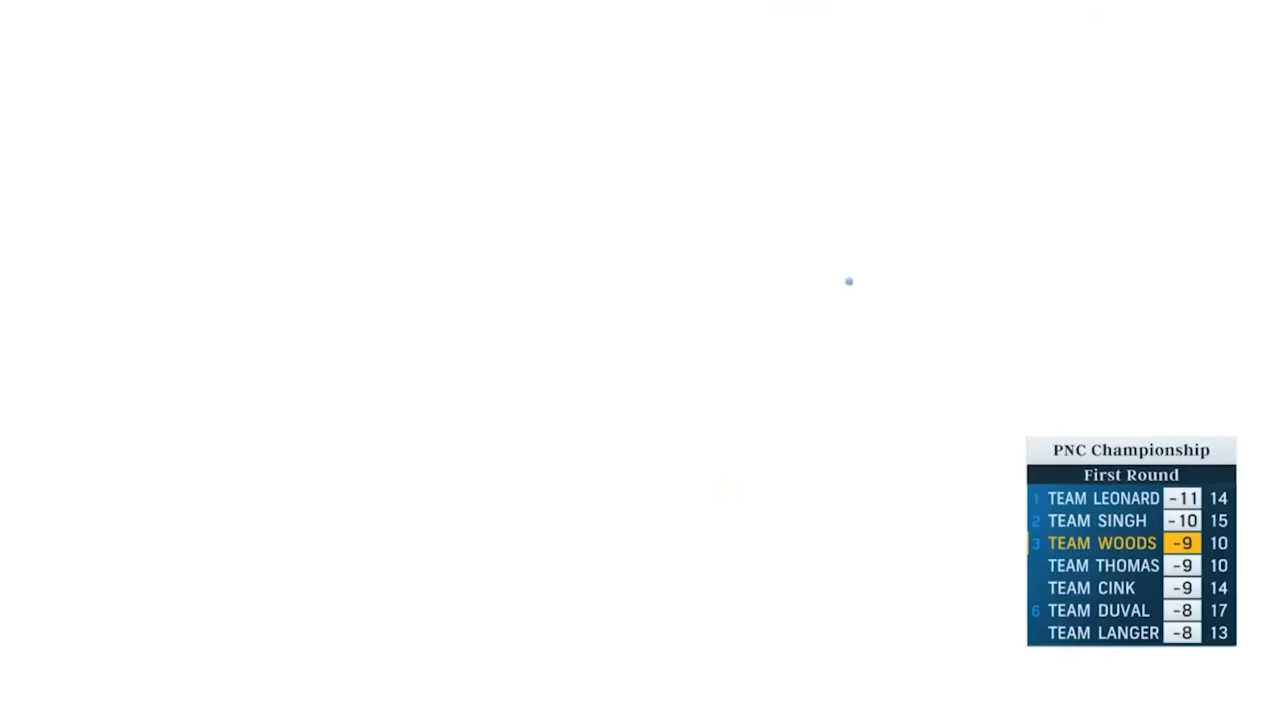 PNC Championship
First Round
1 TEAM LEONARD -11 14
2 TEAM SINGH -10 15
3 TEAM WOODS -9 10
TEAM THOMAS -9 10
TEAM CINK -9 14
6 TEAM DUVAL -8 17
TEAM LANGER -8 13